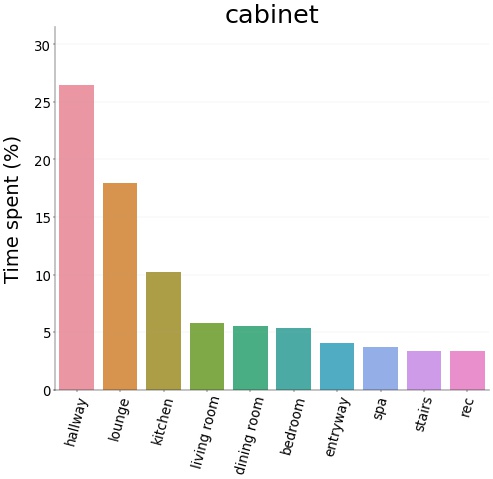 cabinet
Time spent (%)
30
25
20
15
10
5
0
hallway
lounge
kitchen
living room
dining room
bedroom
entryway
spa
stairs
rec